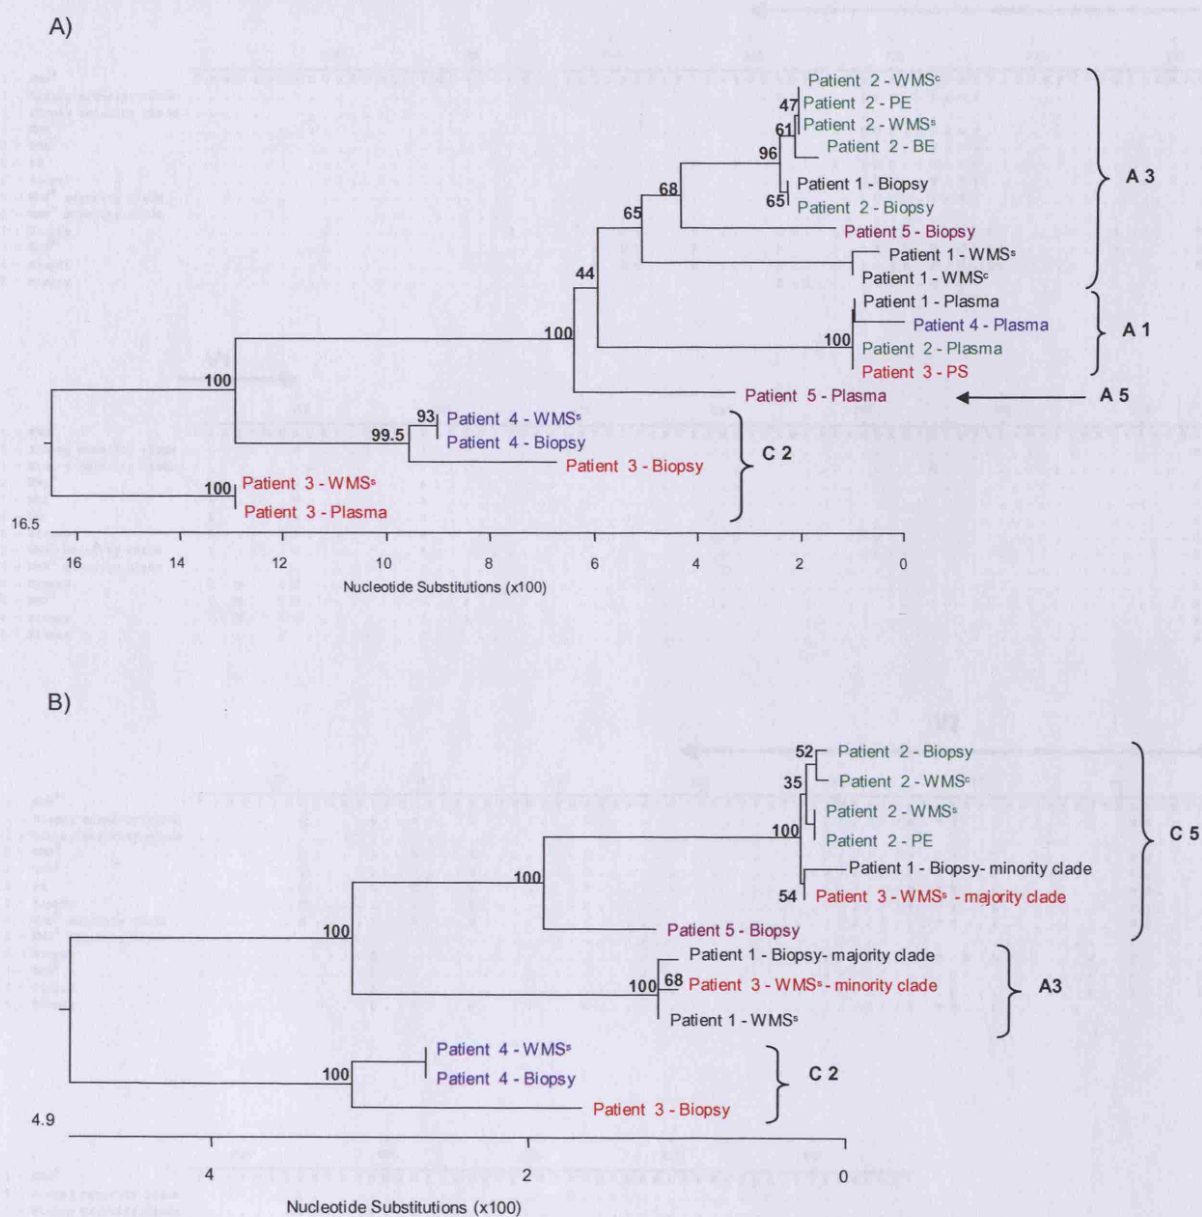 A)
Patient 2 - WMSᶜ
47 Patient 2 - PE
61 Patient 2 - WMSˢ
96 Patient 2 - BE
Patient 1 - Biopsy
65 Patient 2 - Biopsy
A 3
68
Patient 5 - Biopsy
65
Patient 1 - WMSˢ
44 Patient 1 - WMSᶜ
Patient 1 - Plasma
Patient 4 - Plasma
A 1
100 Patient 2 - Plasma
Patient 3 - PS
100
100
Patient 5 - Plasma
A 5
93 Patient 4 - WMSˢ
99.5 Patient 4 - Biopsy
C 2
Patient 3 - Biopsy
100 Patient 3 - WMSˢ
Patient 3 - Plasma
16.5
16 14 12 10 8 6 4 2 0
Nucleotide Substitutions (x100)
B)
52 Patient 2 - Biopsy
35 Patient 2 - WMSᶜ
Patient 2 - WMSˢ
100 Patient 2 - PE
C 5
100 Patient 1 - Biopsy- minority clade
54 Patient 3 - WMSˢ - majority clade
100 Patient 5 - Biopsy
Patient 1 - Biopsy- majority clade
100 68 Patient 3 - WMSˢ - minority clade
A3
Patient 1 - WMSˢ
Patient 4 - WMSˢ
100 Patient 4 - Biopsy
C 2
Patient 3 - Biopsy
4.9
4 2 0
Nucleotide Substitutions (x100)